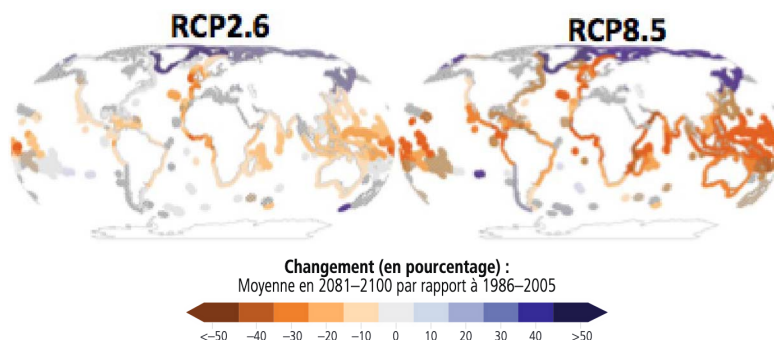 RCP2.6
RCP8.5
Changement (en pourcentage) :
Moyenne en 2081–2100 par rapport à 1986–2005
<–50 –40 –30 –20 –10 0 10 20 30 40 >50